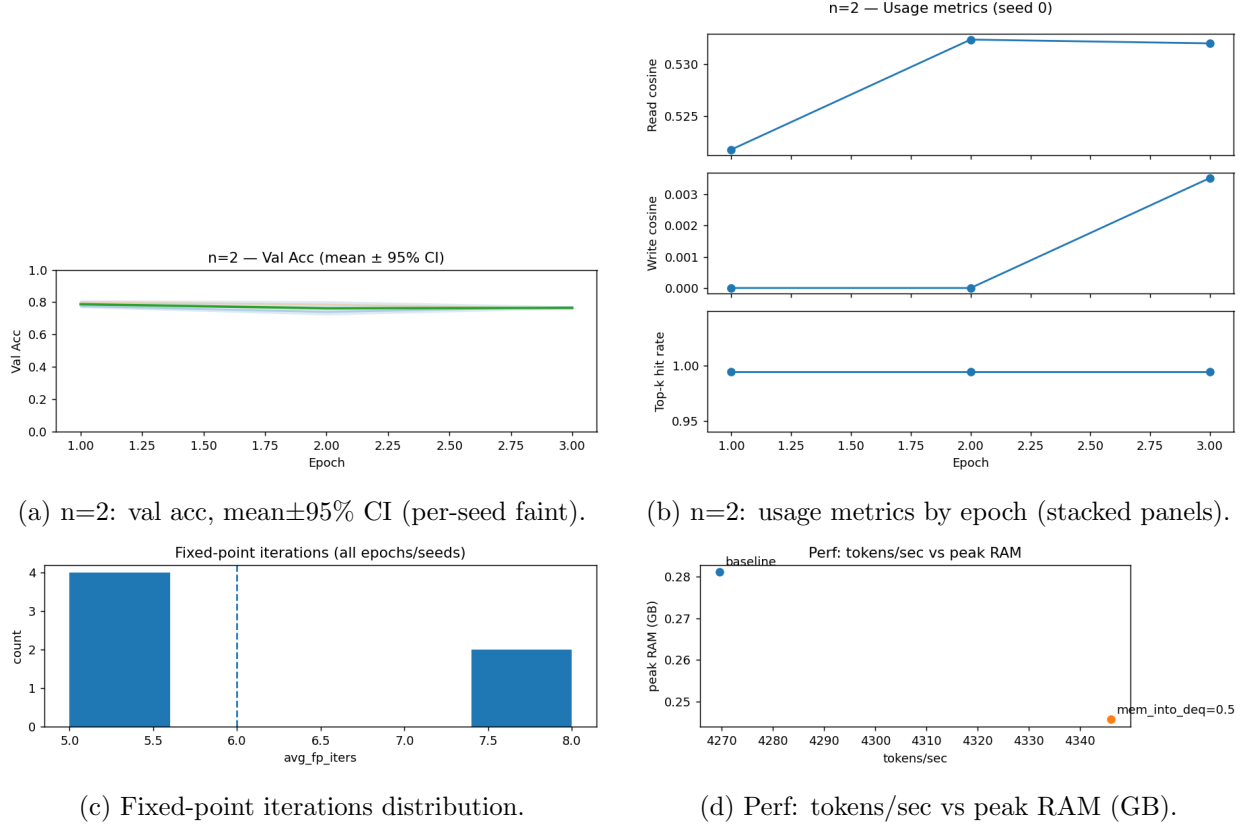 n=2 — Val Acc (mean ± 95% CI)
1.0
0.8
0.6
0.4
0.2
0.0
Val Acc
1.00 1.25 1.50 1.75 2.00 2.25 2.50 2.75 3.00
Epoch
(a) n=2: val acc, mean±95% CI (per-seed faint).
n=2 — Usage metrics (seed 0)
0.530
0.525
Read cosine
0.003
0.002
0.001
0.000
Write cosine
1.00
0.95
Top-k hit rate
1.00 1.25 1.50 1.75 2.00 2.25 2.50 2.75 3.00
Epoch
(b) n=2: usage metrics by epoch (stacked panels).
Fixed-point iterations (all epochs/seeds)
4
3
2
1
0
count
5.0 5.5 6.0 6.5 7.0 7.5 8.0
avg_fp_iters
(c) Fixed-point iterations distribution.
Perf: tokens/sec vs peak RAM
baseline
0.28
0.27
0.26
0.25
peak RAM (GB)
mem_into_deq=0.5
4270 4280 4290 4300 4310 4320 4330 4340
tokens/sec
(d) Perf: tokens/sec vs peak RAM (GB).